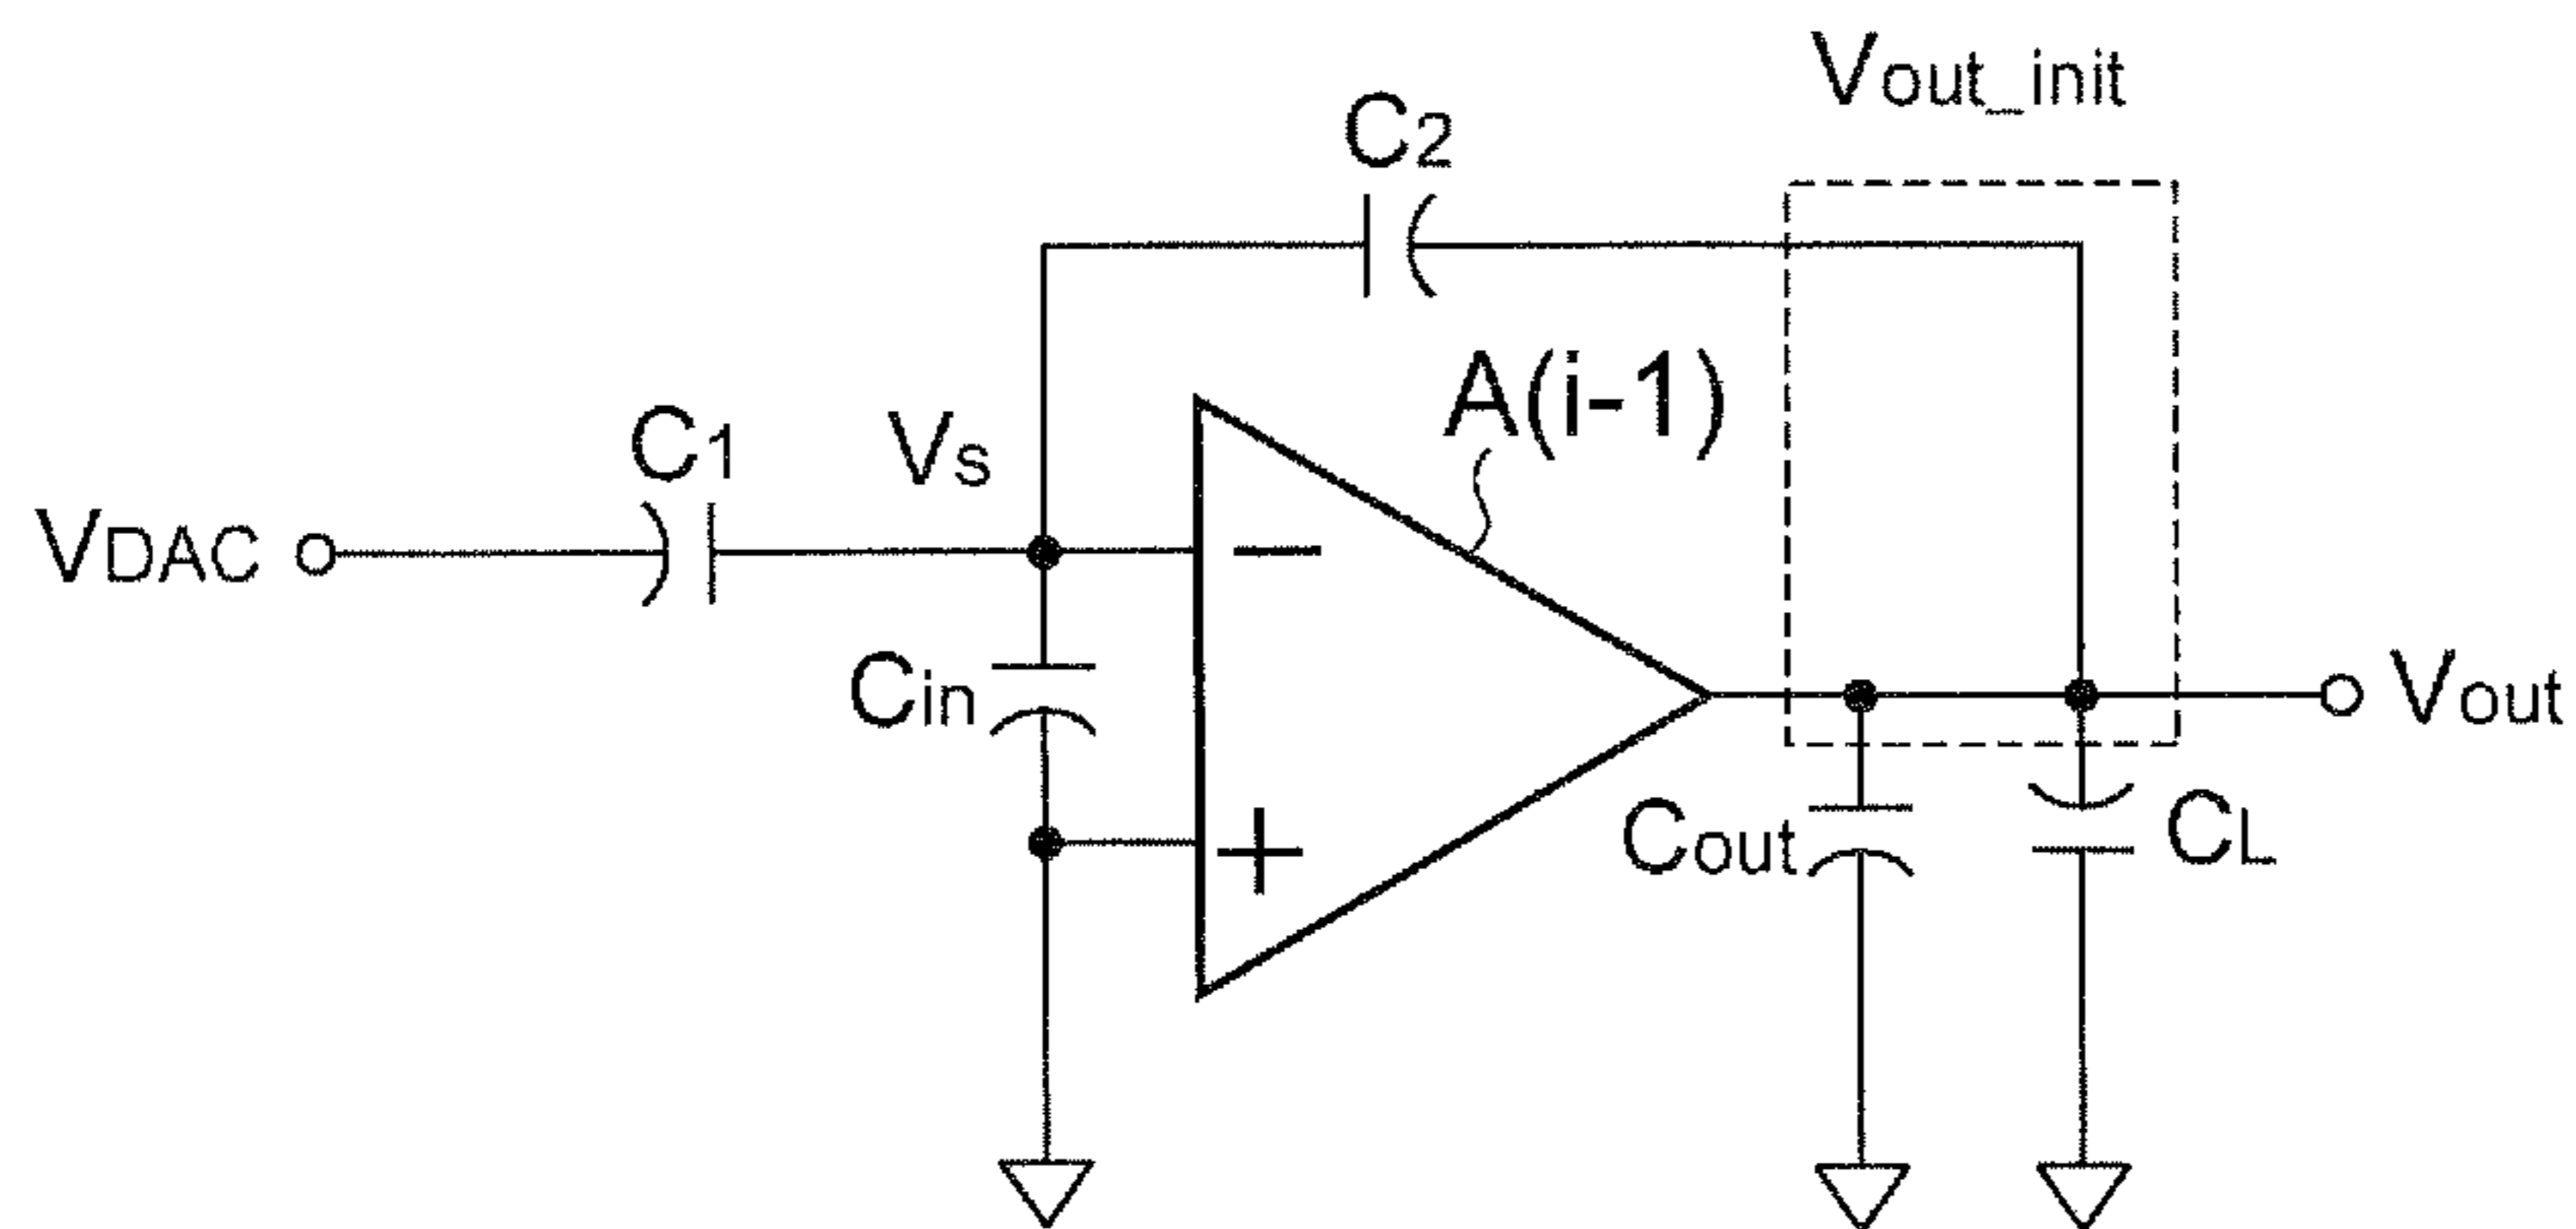 Vout_init
C2
A(i-1)
C1
Vs
VDAC
−
Cin
Vout
+
Cout
CL